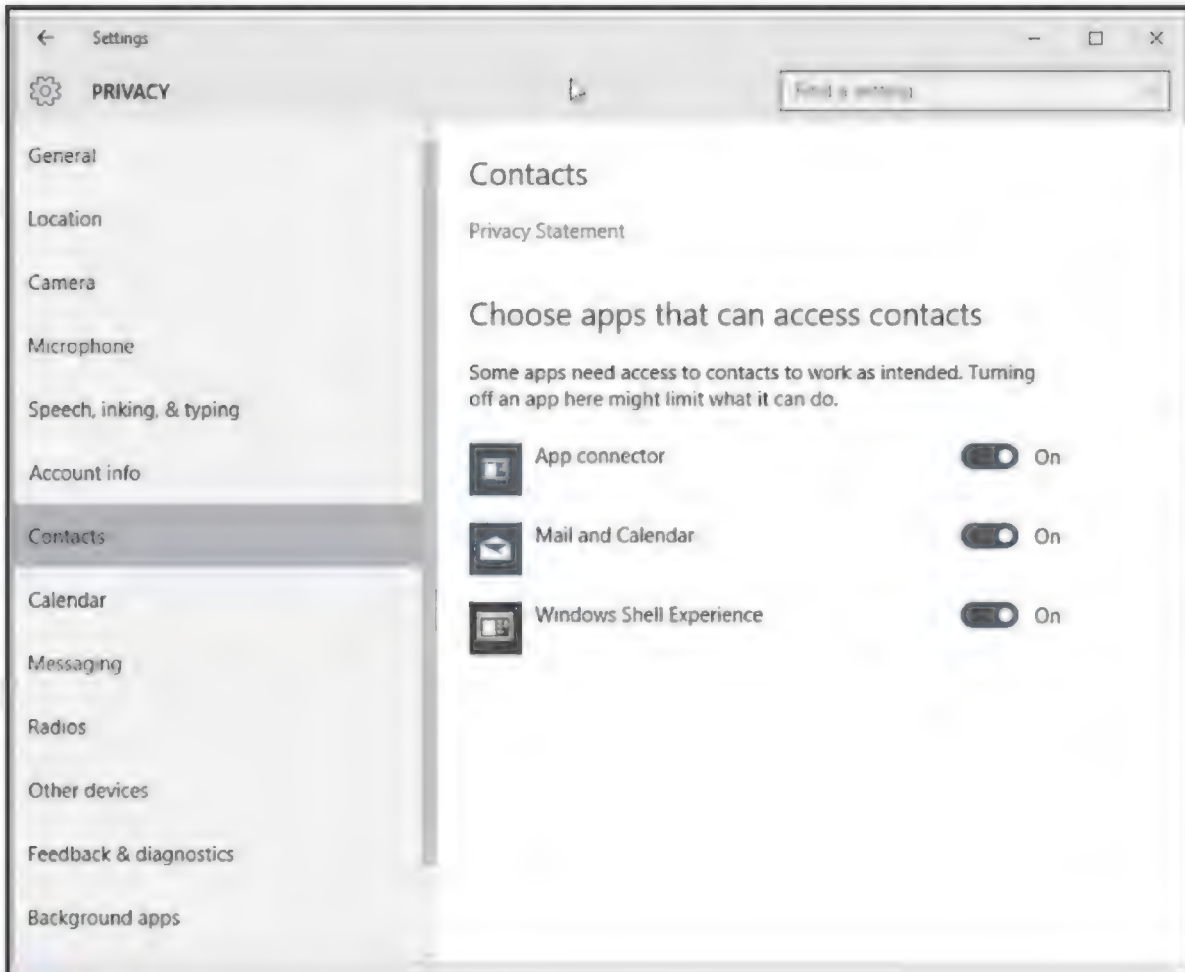 Settings
PRIVACY
Find a setting
General
Location
Camera
Microphone
Speech, inking, & typing
Account info
Contacts
Calendar
Messaging
Radios
Other devices
Feedback & diagnostics
Background apps
Contacts
Privacy Statement
Choose apps that can access contacts
Some apps need access to contacts to work as intended. Turning
off an app here might limit what it can do.
App connector On
Mail and Calendar On
Windows Shell Experience On